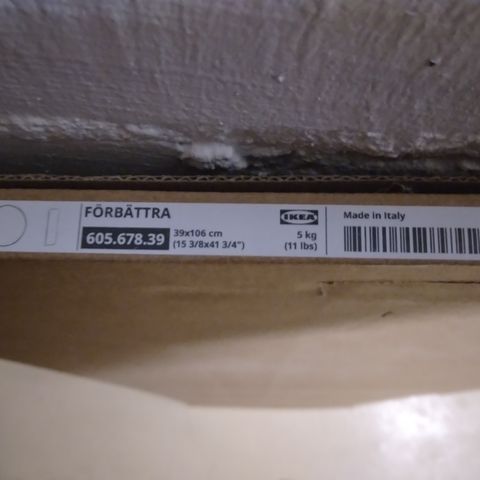 FÖRBÄTTRA
605.678.39
39x106 cm
(15 3/8x41 3/4")
IKEA
5 kg
(11 lbs)
Made in Italy